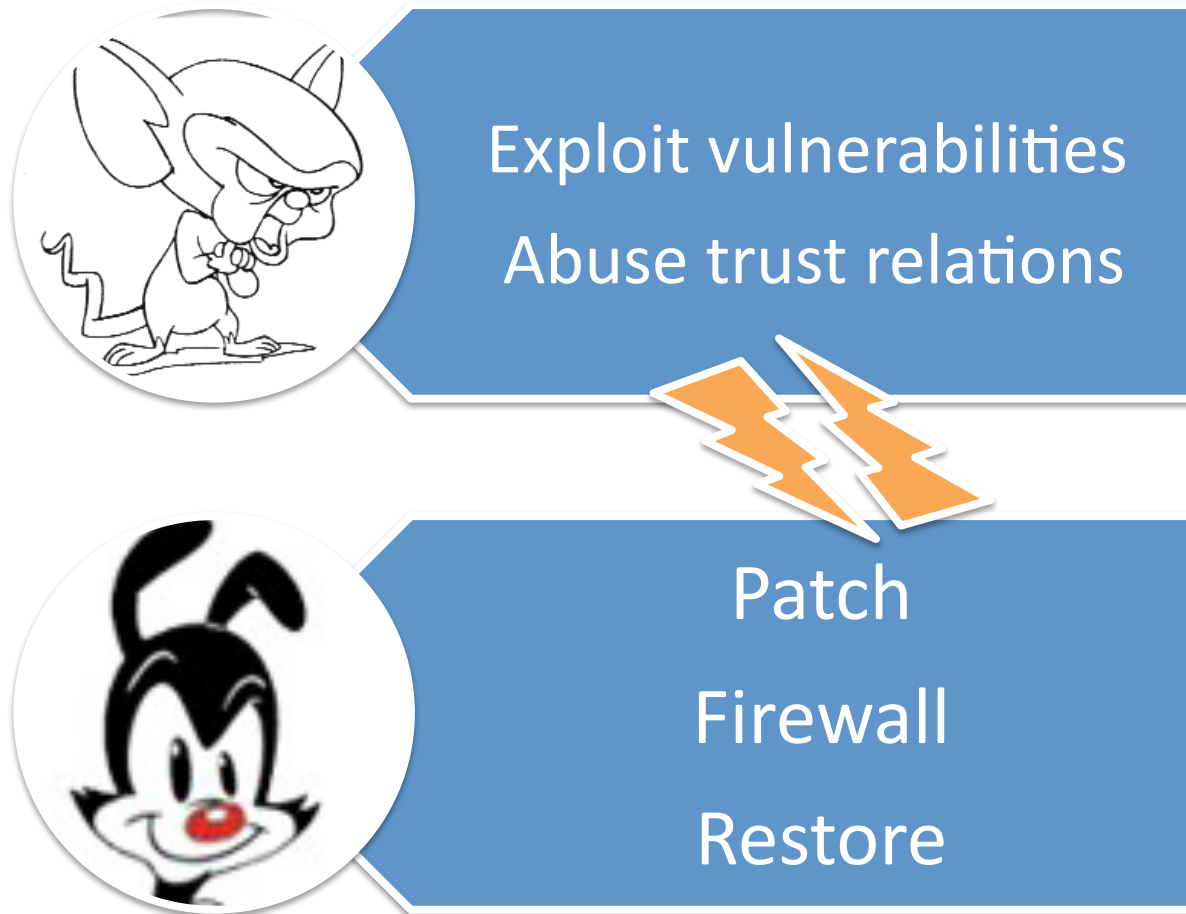 Exploit vulnerabilities
Abuse trust relations
Patch
Firewall
Restore